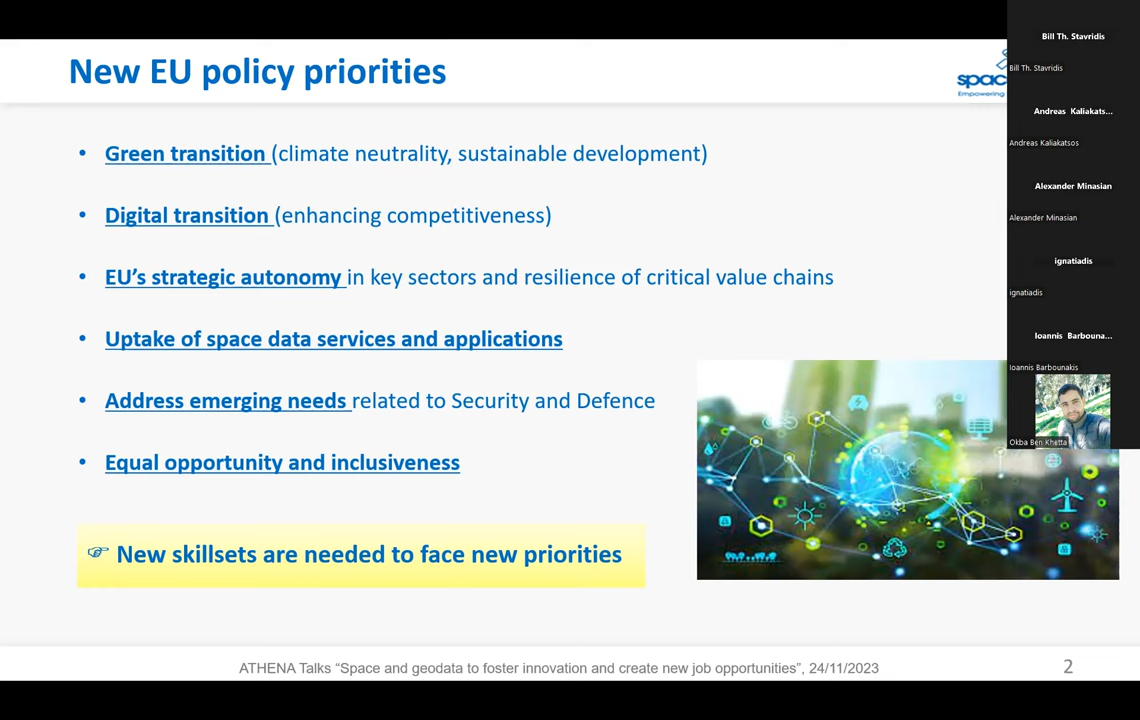 New EU policy priorities
spac
Empowering
• Green transition (climate neutrality, sustainable development)
• Digital transition (enhancing competitiveness)
• EU’s strategic autonomy in key sectors and resilience of critical value chains
• Uptake of space data services and applications
• Address emerging needs related to Security and Defence
• Equal opportunity and inclusiveness
☞ New skillsets are needed to face new priorities
ATHENA Talks “Space and geodata to foster innovation and create new job opportunities”, 24/11/2023
2
Bill Th. Stavridis
Bill Th. Stavridis
Andreas Kaliakats...
Andreas Kaliakatsos
Alexander Minasian
Alexander Minasian
ignatiadis
ignatiadis
Ioannis Barbouna...
Ioannis Barbounakis
Okba Ben Khetta